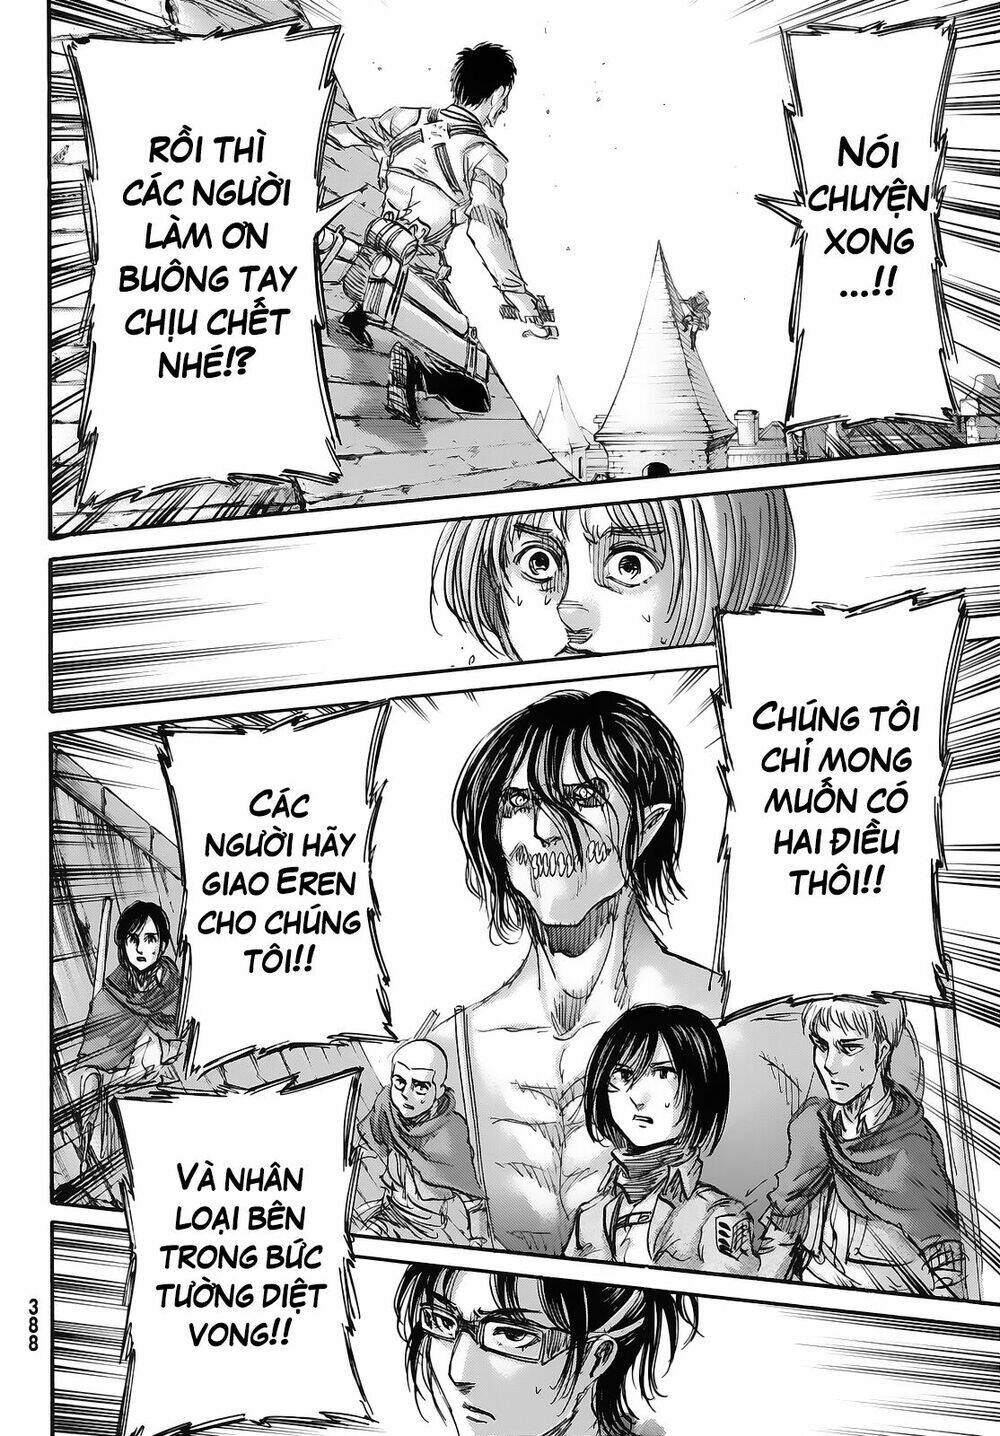 NÓI
CHUYỆN
XONG
...!!
RỒI THÌ
CÁC NGƯỜI
LÀM ƠN
BUÔNG TAY
CHỊU CHẾT
NHÉ!?
CHÚNG TÔI
CHỈ MONG
MUỐN CÓ
HAI ĐIỀU
THÔI!!
CÁC
NGƯỜI HÃY
GIAO EREN
CHO CHÚNG
TÔI!!
VÀ NHÂN
LOẠI BÊN
TRONG BỨC
TƯỜNG DIỆT
VONG!!
388